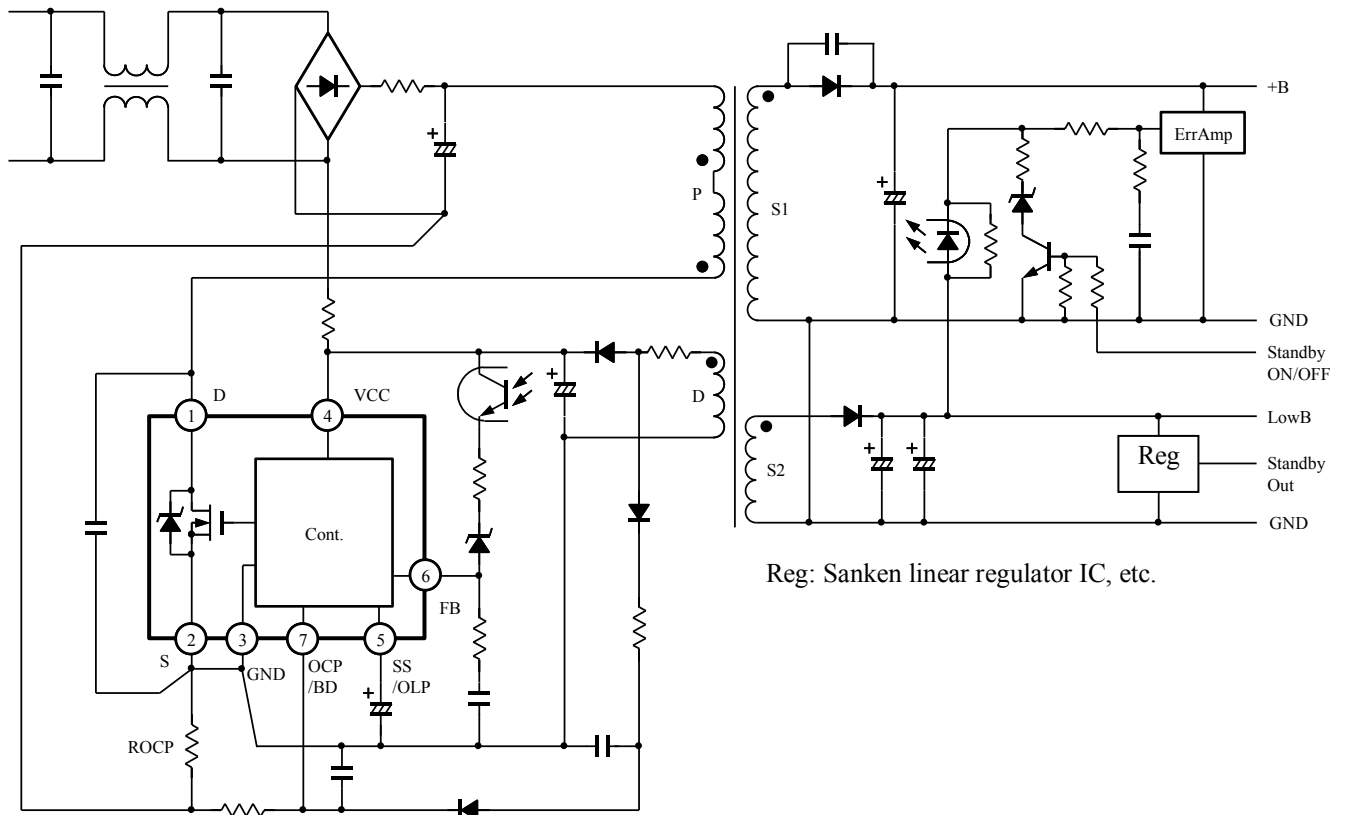 +B
ErrAmp
P
S1
GND
Standby
ON/OFF
D
VCC
D
1
4
LowB
Reg
S2
Standby
Out
Cont.
GND
6
FB
Reg: Sanken linear regulator IC, etc.
2
3
7
5
S
GND
OCP
/BD
SS
/OLP
ROCP
+
+
+
+
+
+